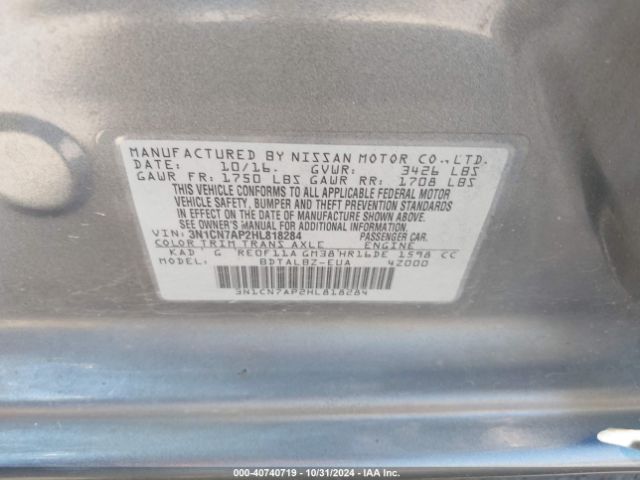 MANUFACTURED BY NISSAN MOTOR CO., LTD.
DATE: 10/16. GVWR: 3426 LBS
GAWR FR: 1750 LBS GAWR RR: 1708 LBS
THIS VEHICLE CONFORMS TO ALL APPLICABLE FEDERAL MOTOR
VEHICLE SAFETY, BUMPER AND THEFT PREVENTION STANDARDS
IN EFFECT ON THE DATE OF MANUFACTURE SHOWN ABOVE.
SEE OWNER'S MANUAL FOR ADDITIONAL INFORMATION.
VIN: 3N1CN7AP2HL818284 PASSENGER CAR.
COLOR TRIM TRANS AXLE ENGINE
KAD G RE0F11A GM38 HR16DE 1598 CC
MODEL: BDTALBZ-EUA 4Z000
3N1CN7AP2HL818284
000-40740719 - 10/31/2024 - IAA Inc.